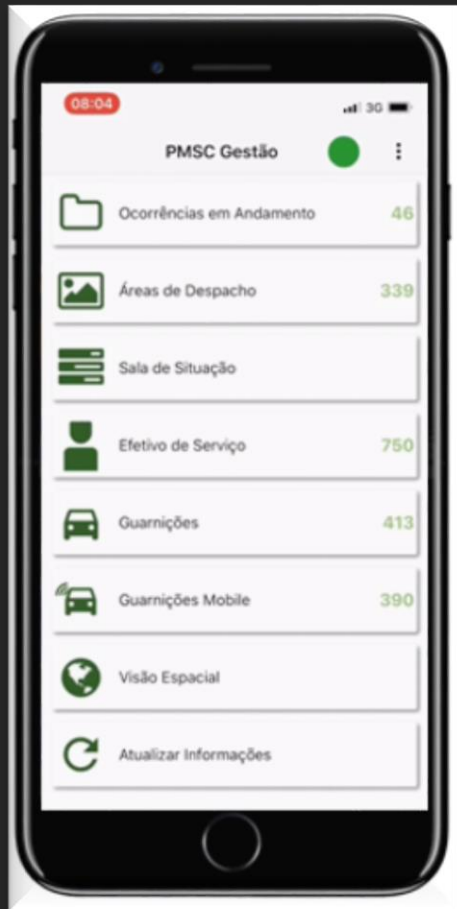 08:04
3G
PMSC Gestão
Ocorrências em Andamento 46
Áreas de Despacho 339
Sala de Situação
Efetivo de Serviço 750
Guarnições 413
Guarnições Mobile 390
Visão Espacial
Atualizar Informações